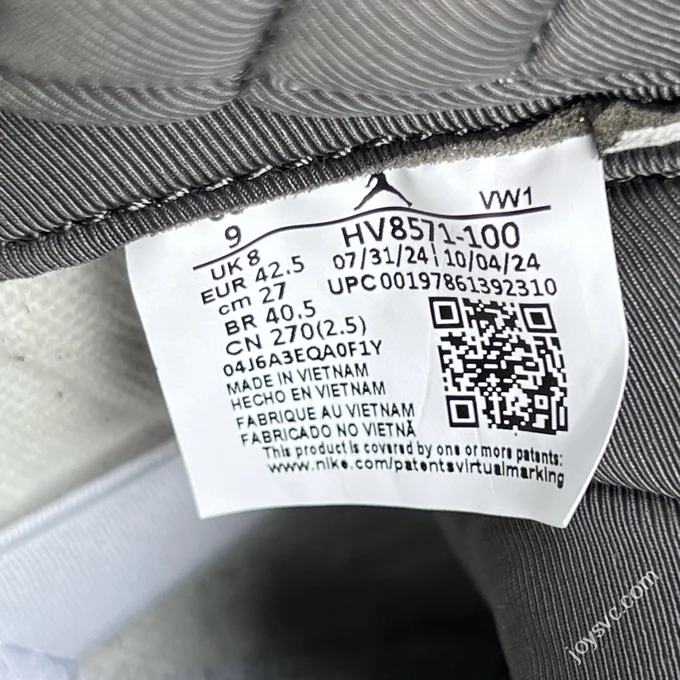 VW1
9
HV8571-100
UK 8
07/31/24 10/04/24
EUR 42.5
UPC 00197861392310
cm 27
BR 40.5
CN 270(2.5)
04J6A3EQA0F1Y
MADE IN VIETNAM
HECHO EN VIETNAM
FABRIQUE AU VIETNAM
FABRICADO NO VIETNÃ
This product is covered by one or more patents:
www.nike.com/patentsvirtualmarking
joysvc.com